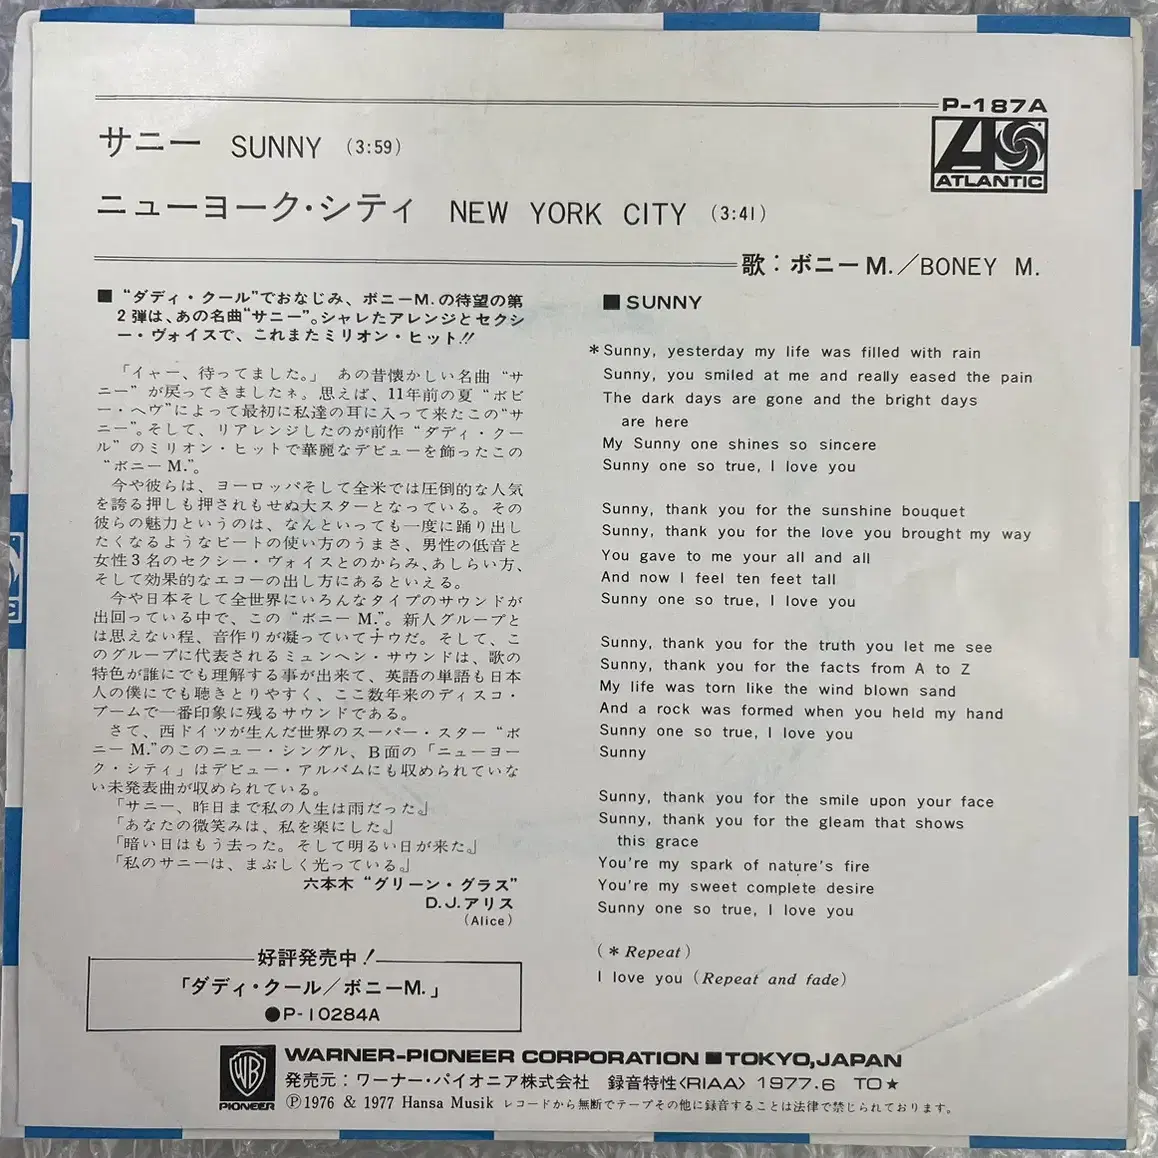 P-187A
サニー SUNNY (3:59)
ATLANTIC
ニューヨーク・シティ NEW YORK CITY (3:41)
歌：ボニーM.／BONEY M.
■ “ダディ・クール”でおなじみ、ボニーM.の待望の第
2弾は、あの名曲“サニー”。シャレたアレンジとセクシ
ー・ヴォイスで、これまたミリオン・ヒット!!
「イャー、待ってました。」 あの昔懐かしい名曲 “サ
ニー” が戻ってきましたネ。思えば、11年前の夏 “ボビ
ー・ヘヴ”によって最初に私達の耳に入って来たこの“サ
ニー”。そして、リアレンジしたのが前作 “ダディ・クー
ル” のミリオン・ヒットで華麗なデビューを飾ったこの
“ボニーM.”。
今や彼らは、ヨーロッパそして全米では圧倒的な人気
を誇る押しも押されもせぬ大スターとなっている。その
彼らの魅力というのは、なんといっても一度に踊り出し
たくなるようなビートの使い方のうまさ、男性の低音と
女性3名のセクシー・ヴォイスとのからみ、あしらい方、
そして効果的なエコーの出し方にあるといえる。
今や日本そして全世界にいろんなタイプのサウンドが
出回っている中で、この “ボニーM.”。新人グループと
は思えない程、音作りが凝っていてナウだ。そして、こ
のグループに代表されるミュンヘン・サウンドは、歌の
特色が誰にでも理解する事が出来て、英語の単語も日本
人の僕にでも聴きとりやすく、ここ数年来のディスコ・
ブームで一番印象に残るサウンドである。
さて、西ドイツが生んだ世界のスーパー・スター “ボ
ニーM.”のこのニュー・シングル、B面の「ニューヨー
ク・シティ」はデビュー・アルバムにも収められていな
い未発表曲が収められている。
「サニー、昨日まで私の人生は雨だった。」
「あなたの微笑みは、私を楽にした。」
「暗い日はもう去った。そして明るい日が来た。」
「私のサニーは、まぶしく光っている。」
六本木 “グリーン・グラス”
D.J.アリス
(Alice)
好評発売中！
「ダディ・クール／ボニーM.」
●P-10284A
■ SUNNY
＊Sunny, yesterday my life was filled with rain
Sunny, you smiled at me and really eased the pain
The dark days are gone and the bright days
are here
My Sunny one shines so sincere
Sunny one so true, I love you
Sunny, thank you for the sunshine bouquet
Sunny, thank you for the love you brought my way
You gave to me your all and all
And now I feel ten feet tall
Sunny one so true, I love you
Sunny, thank you for the truth you let me see
Sunny, thank you for the facts from A to Z
My life was torn like the wind blown sand
And a rock was formed when you held my hand
Sunny one so true, I love you
Sunny
Sunny, thank you for the smile upon your face
Sunny, thank you for the gleam that shows
this grace
You're my spark of nature's fire
You're my sweet complete desire
Sunny one so true, I love you
(＊Repeat)
I love you (Repeat and fade)
WB
PIONEER
WARNER-PIONEER CORPORATION ■ TOKYO, JAPAN
発売元：ワーナー・パイオニア株式会社 録音特性〈RIAA〉1977.6 TO★
Ⓟ1976 & 1977 Hansa Musik レコードから無断でテープその他に録音することは法律で禁じられております。